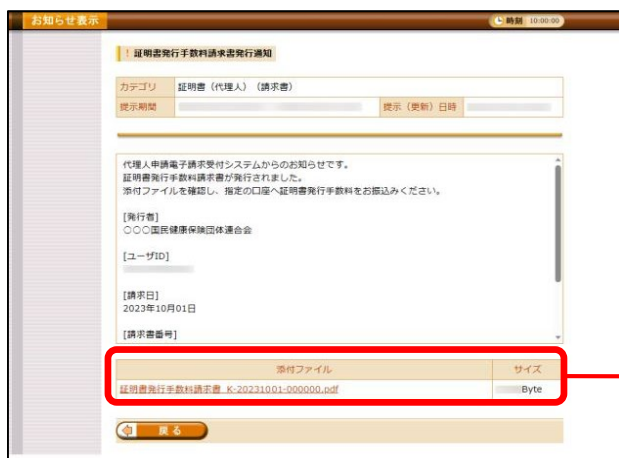 お知らせ表示
時刻 10:00:00
! 証明書発行手数料請求書発行通知
カテゴリ 証明書（代理人）（請求書）
掲示期間 掲示（更新）日時
代理人申請電子請求受付システムからのお知らせです。
証明書発行手数料請求書が発行されました。
添付ファイルを確認し、指定の口座へ証明書発行手数料をお振込みください。
[発行者]
○○○国民健康保険団体連合会
[ユーザID]
[請求日]
2023年10月01日
[請求書番号]
添付ファイル サイズ
証明書発行手数料請求書_K-20231001-000000.pdf Byte
戻る